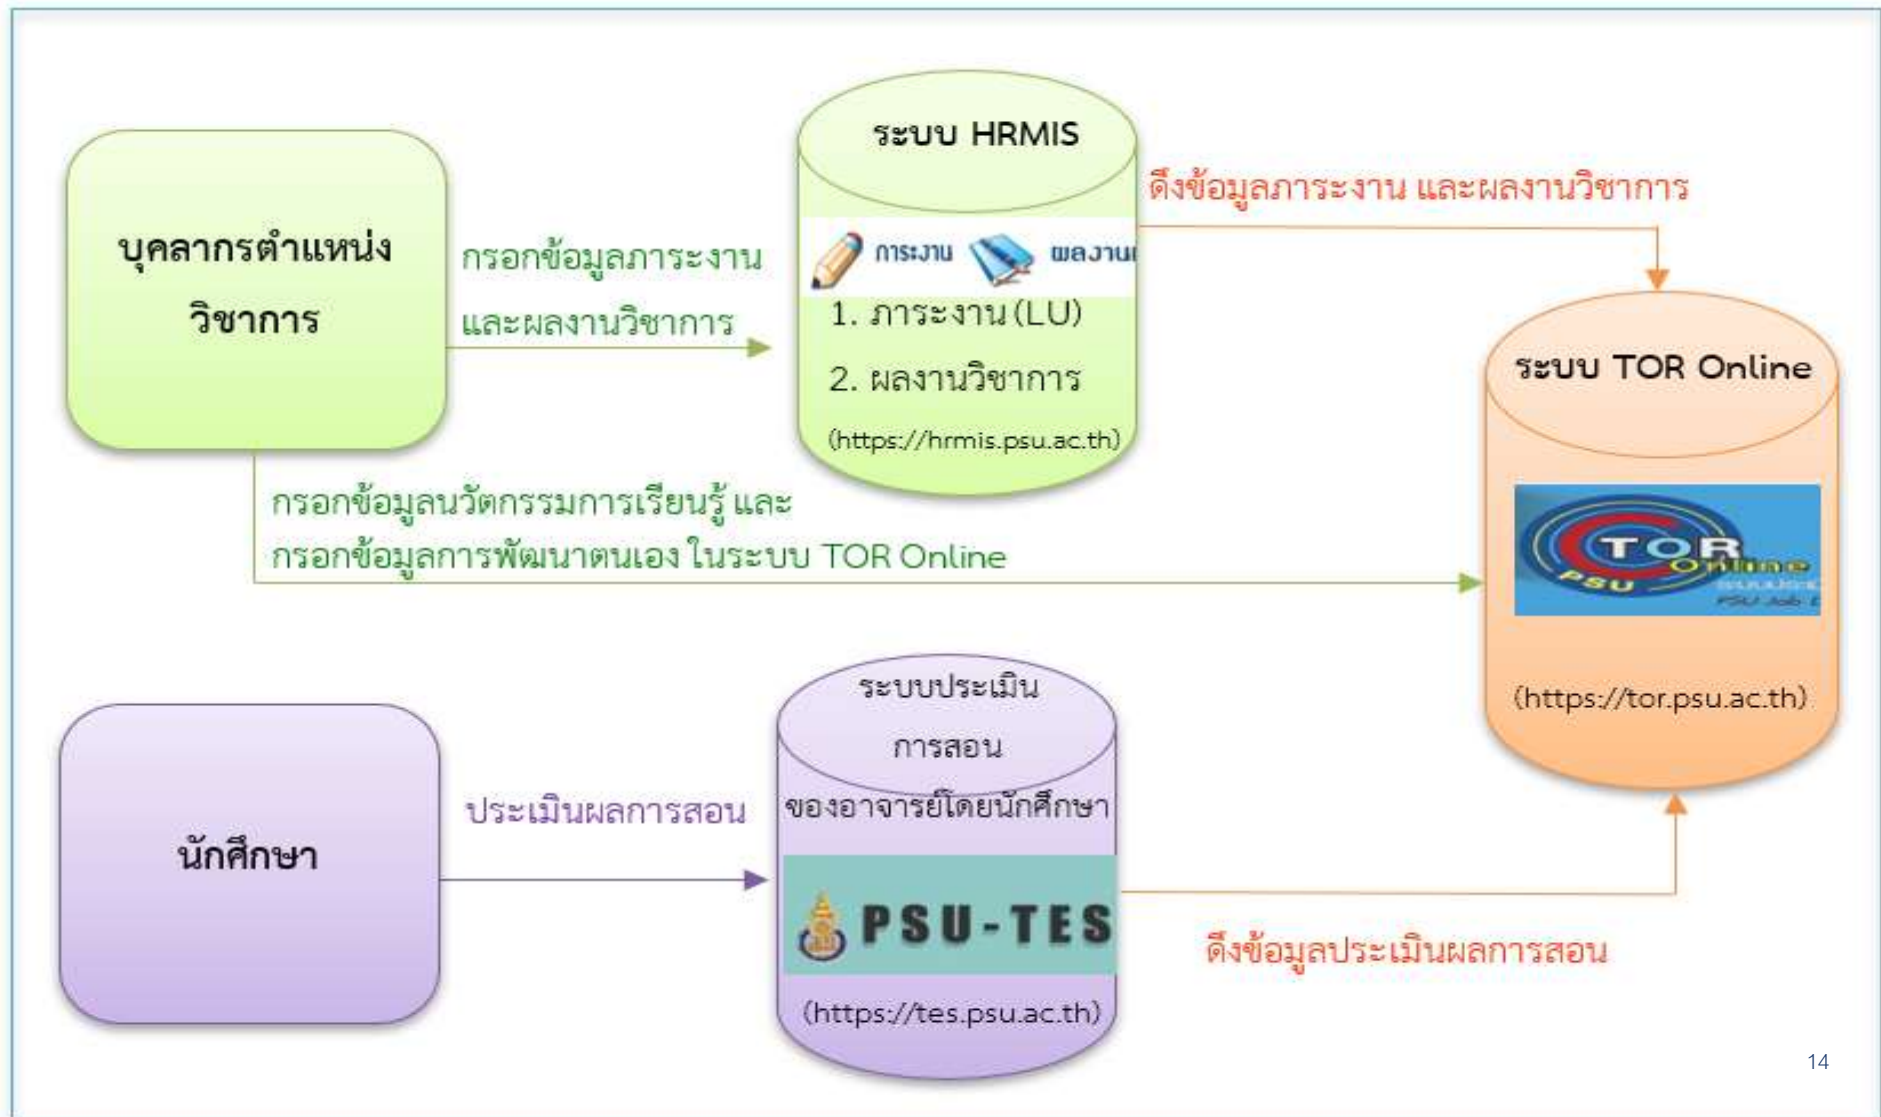 บุคลากรตำแหน่ง
วิชาการ
กรอกข้อมูลภาระงาน
และผลงานวิชาการ
ระบบ HRMIS
ภาระงาน
1. ภาระงาน (LU)
2. ผลงานวิชาการ
(https://hrmis.psu.ac.th)
ดึงข้อมูลภาระงาน และผลงานวิชาการ
ระบบ TOR Online
TOR
Online
PSU
PSU Job
(https://tor.psu.ac.th)
กรอกข้อมูลนวัตกรรมการเรียนรู้ และ
กรอกข้อมูลการพัฒนาตนเอง ในระบบ TOR Online
นักศึกษา
ประเมินผลการสอน
ระบบประเมิน
การสอน
ของอาจารย์โดยนักศึกษา
PSU-TES
(https://tes.psu.ac.th)
ดึงข้อมูลประเมินผลการสอน
14